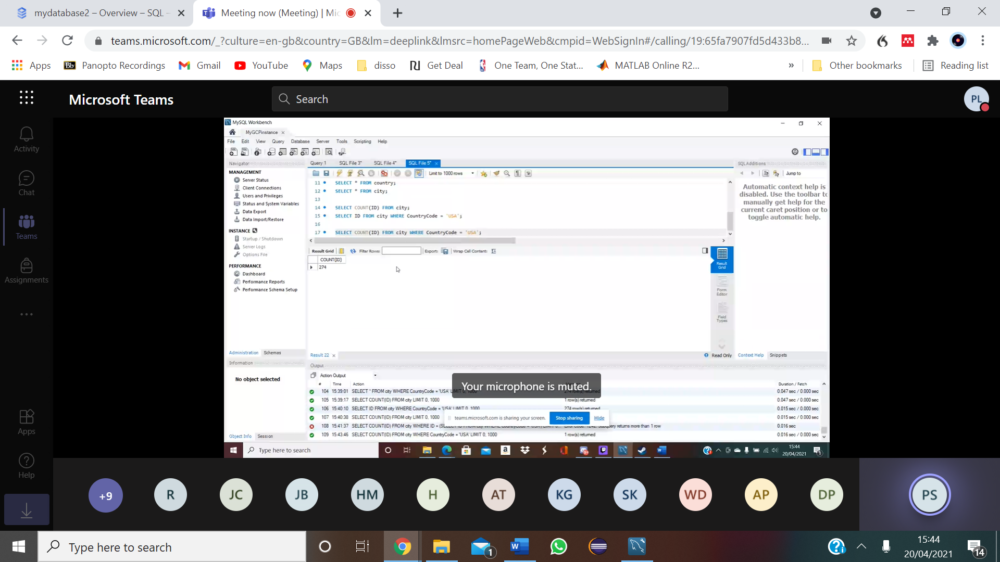 mydatabase2 – Overview – SQL –
Meeting now (Meeting) | Mic
teams.microsoft.com/_?culture=en-gb&country=GB&lm=deeplink&lmsrc=homePageWeb&cmpid=WebSignIn#/calling/19:65fa7907fd5d433b8...
Apps
Bb Panopto Recordings
Gmail
YouTube
Maps
disso
Get Deal
One Team, One Stat...
MATLAB Online R2...
»
Other bookmarks
Reading list
Microsoft Teams
Search
PL
Activity
Chat
Teams
Assignments
Apps
Help
MySQL Workbench
MyGCPinstance
File Edit View Query Database Server Tools Scripting Help
Navigator
MANAGEMENT
Server Status
Client Connections
Users and Privileges
Status and System Variables
Data Export
Data Import/Restore
INSTANCE
Startup / Shutdown
Server Logs
Options File
PERFORMANCE
Dashboard
Performance Reports
Performance Schema Setup
Administration Schemas
Information
No object selected
Object Info Session
Query 1 SQL File 3* SQL File 4* SQL File 5*
Limit to 1000 rows
11 SELECT * FROM country;
12 SELECT * FROM city;
13
14 SELECT COUNT(ID) FROM city;
15 SELECT ID FROM city WHERE CountryCode = 'USA';
16
17 SELECT COUNT(ID) FROM city WHERE CountryCode = 'USA';
Result Grid Filter Rows: Export: Wrap Cell Content:
COUNT(ID)
274
Result Grid
Form Editor
Field Types
Result 22
Read Only
SQLAdditions
Jump to
Automatic context help is
disabled. Use the toolbar to
manually get help for the
current caret position or to
toggle automatic help.
Context Help Snippets
Output
Action Output
# Time Action Duration / Fetch
104 15:39:01 SELECT * FROM city WHERE CountryCode = 'USA' LIMIT 0, 1000 274 row(s) returned 0.047 sec / 0.000 sec
105 15:39:17 SELECT COUNT(ID) FROM city LIMIT 0, 1000 1 row(s) returned 0.047 sec / 0.000 sec
106 15:40:10 SELECT ID FROM city WHERE CountryCode = 'USA' LIMIT 0, 1000 274 row(s) returned 0.015 sec / 0.000 sec
107 15:40:38 SELECT COUNT(ID) FROM city LIMIT 0, 1000 0.015 sec / 0.000 sec
108 15:41:37 SELECT COUNT(ID) FROM city WHERE ID = (SELECT ID FROM city WHERE CountryCode = 'USA') LIMIT Error Code: 1242. Subquery returns more than 1 row 0.016 sec
109 15:43:46 SELECT COUNT(ID) FROM city WHERE CountryCode = 'USA' LIMIT 0, 1000 1 row(s) returned 0.016 sec / 0.000 sec
Your microphone is muted.
teams.microsoft.com is sharing your screen. Stop sharing Hide
Type here to search
15:44
20/04/2021
+9 R JC JB HM H AT KG SK WD AP DP PS
Type here to search
1
15:44
20/04/2021
14